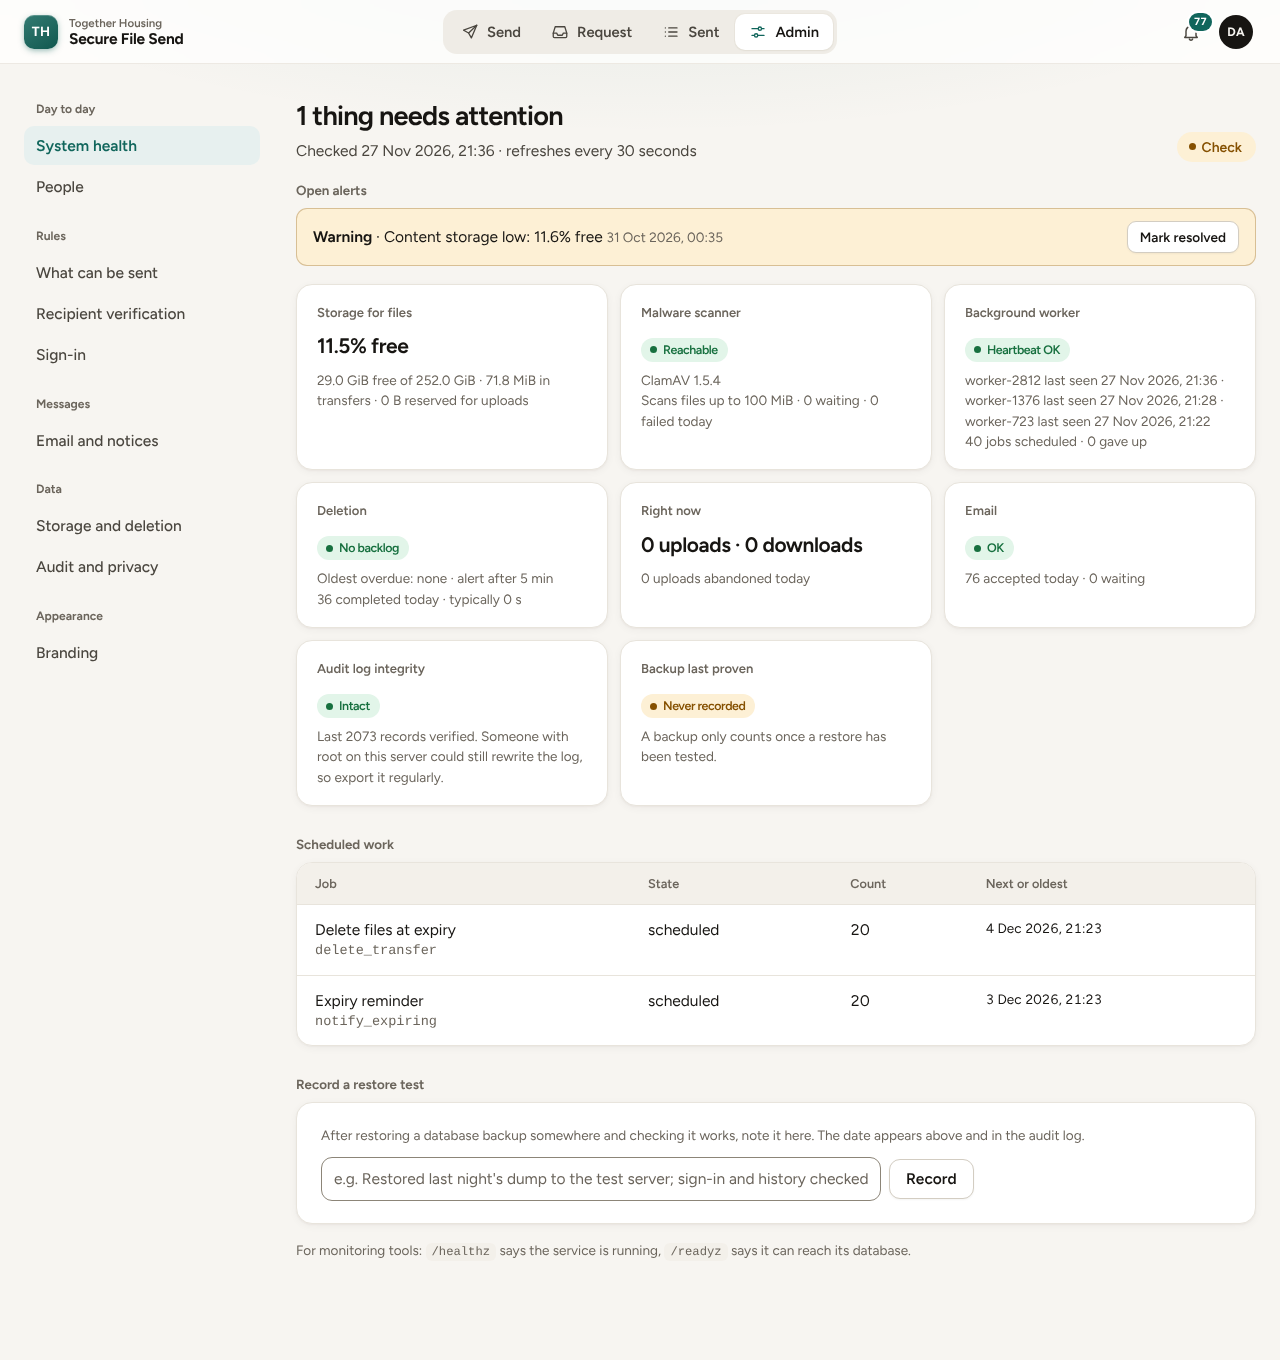 TH
Together Housing
Secure File Send
Send
Request
Sent
Admin
77
DA
Day to day
System health
People
Rules
What can be sent
Recipient verification
Sign-in
Messages
Email and notices
Data
Storage and deletion
Audit and privacy
Appearance
Branding
1 thing needs attention
Checked 27 Nov 2026, 21:36 · refreshes every 30 seconds
Check
Open alerts
Warning · Content storage low: 11.6% free 31 Oct 2026, 00:35
Mark resolved
Storage for files
11.5% free
29.0 GiB free of 252.0 GiB · 71.8 MiB in
transfers · 0 B reserved for uploads
Malware scanner
Reachable
ClamAV 1.5.4
Scans files up to 100 MiB · 0 waiting · 0
failed today
Background worker
Heartbeat OK
worker-2812 last seen 27 Nov 2026, 21:36 ·
worker-1376 last seen 27 Nov 2026, 21:28 ·
worker-723 last seen 27 Nov 2026, 21:22
40 jobs scheduled · 0 gave up
Deletion
No backlog
Oldest overdue: none · alert after 5 min
36 completed today · typically 0 s
Right now
0 uploads · 0 downloads
0 uploads abandoned today
Email
OK
76 accepted today · 0 waiting
Audit log integrity
Intact
Last 2073 records verified. Someone with
root on this server could still rewrite the log,
so export it regularly.
Backup last proven
Never recorded
A backup only counts once a restore has
been tested.
Scheduled work
Job State Count Next or oldest
Delete files at expiry scheduled 20 4 Dec 2026, 21:23
delete_transfer
Expiry reminder scheduled 20 3 Dec 2026, 21:23
notify_expiring
Record a restore test
After restoring a database backup somewhere and checking it works, note it here. The date appears above and in the audit log.
e.g. Restored last night's dump to the test server; sign-in and history checked
Record
For monitoring tools: /healthz says the service is running, /readyz says it can reach its database.